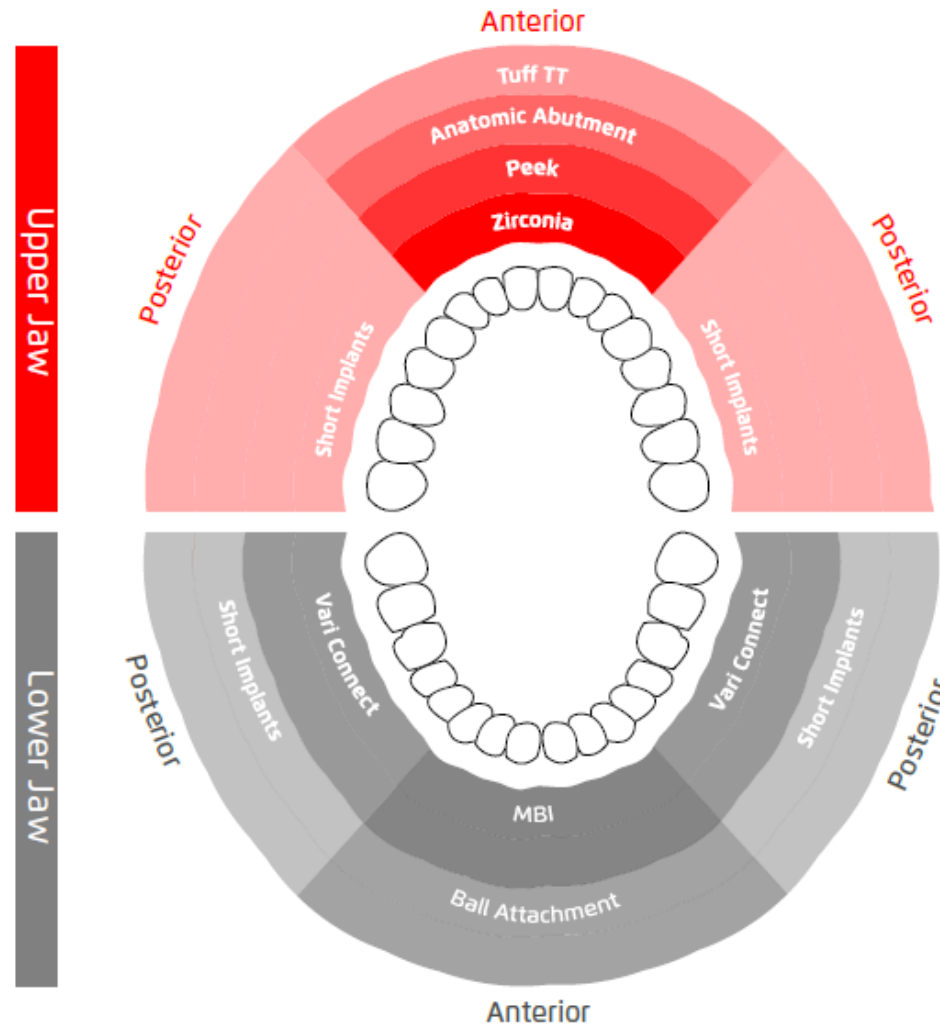 Anterior
Tuff TT
Anatomic Abutment
Peek
Zirconia
Upper Jaw
Posterior
Posterior
Short Implants
Short Implants
Lower Jaw
Posterior
Short Implants
Vari Connect
Vari Connect
Short Implants
Posterior
MBI
Ball Attachment
Anterior